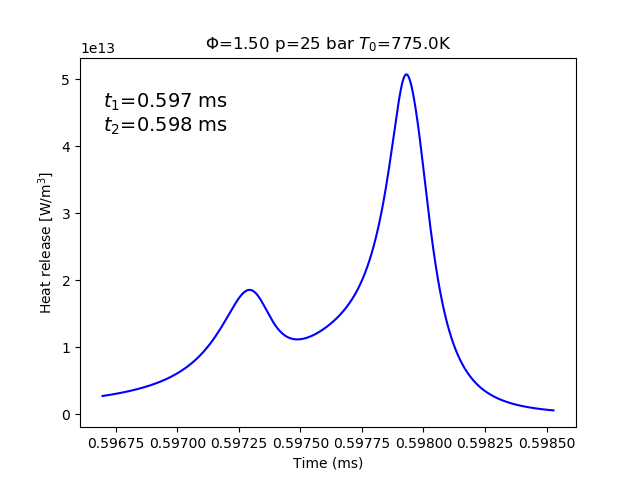 Φ=1.50 p=25 bar T₀=775.0K
1e13
t₁=0.597 ms
t₂=0.598 ms
5
4
3
2
1
0
Heat release [W/m³]
0.59675 0.59700 0.59725 0.59750 0.59775 0.59800 0.59825 0.59850
Time (ms)